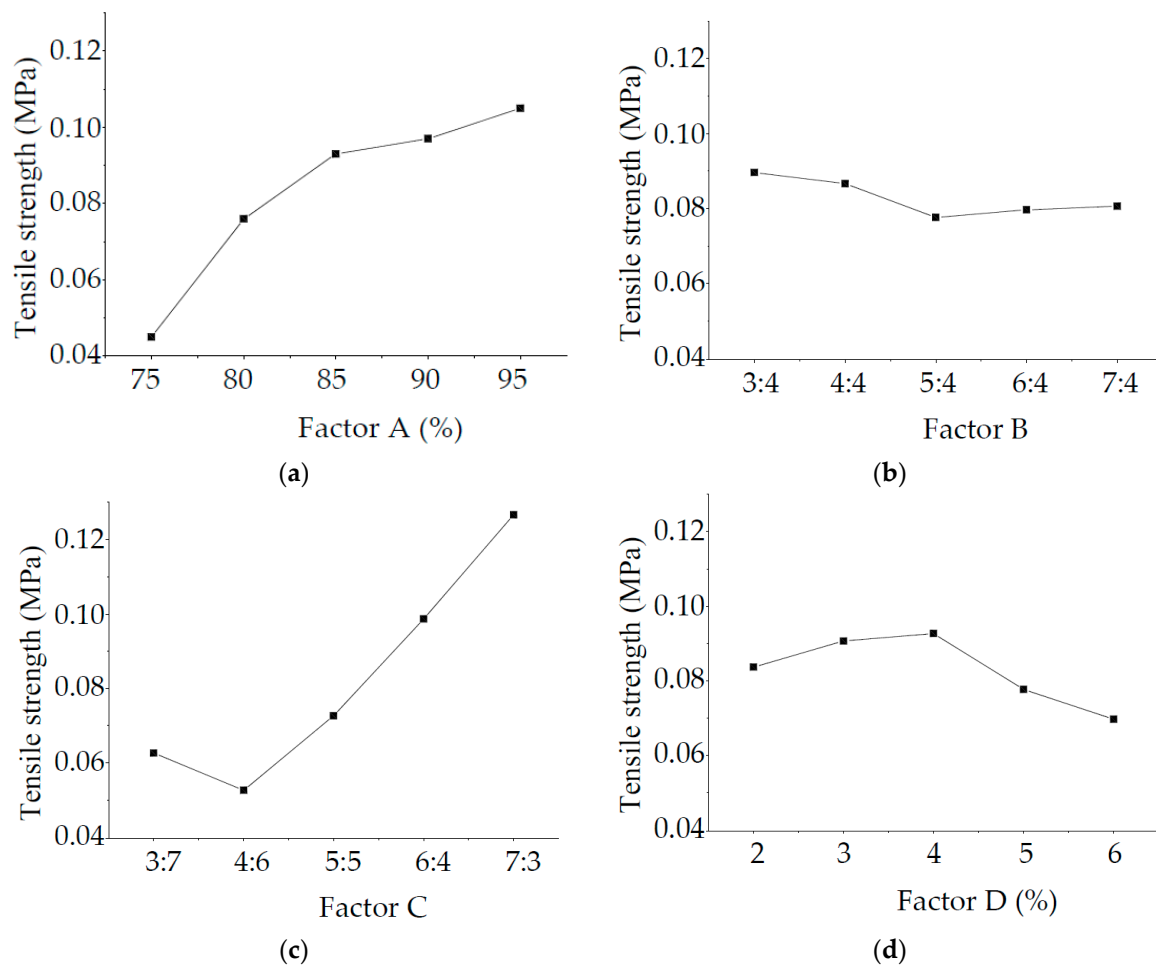 Tensile strength (MPa)
0.12
0.10
0.08
0.06
0.04
75 80 85 90 95
Factor A (%)
(a)
Tensile strength (MPa)
0.12
0.10
0.08
0.06
0.04
3:4 4:4 5:4 6:4 7:4
Factor B
(b)
Tensile strength (MPa)
0.12
0.10
0.08
0.06
0.04
3:7 4:6 5:5 6:4 7:3
Factor C
(c)
Tensile strength (MPa)
0.12
0.10
0.08
0.06
0.04
2 3 4 5 6
Factor D (%)
(d)